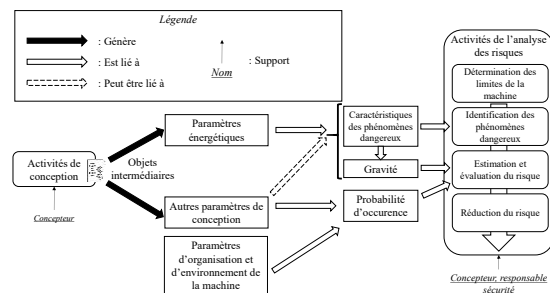 Légende
: Génère
: Est lié à
: Peut être lié à
Nom
: Support
Activités de l'analyse
des risques
Détermination des
limites de la
machine
Identification des
phénomènes
dangereux
Estimation et
évaluation du risque
Réduction du risque
Concepteur, responsable
sécurité
Paramètres
énergétiques
Caractéristiques
des phénomènes
dangereux
Gravité
Activités de
conception
Objets
intermédiaires
Concepteur
Autres paramètres de
conception
Probabilité
d'occurence
Paramètres
d'organisation et
d'environnement de
la machine